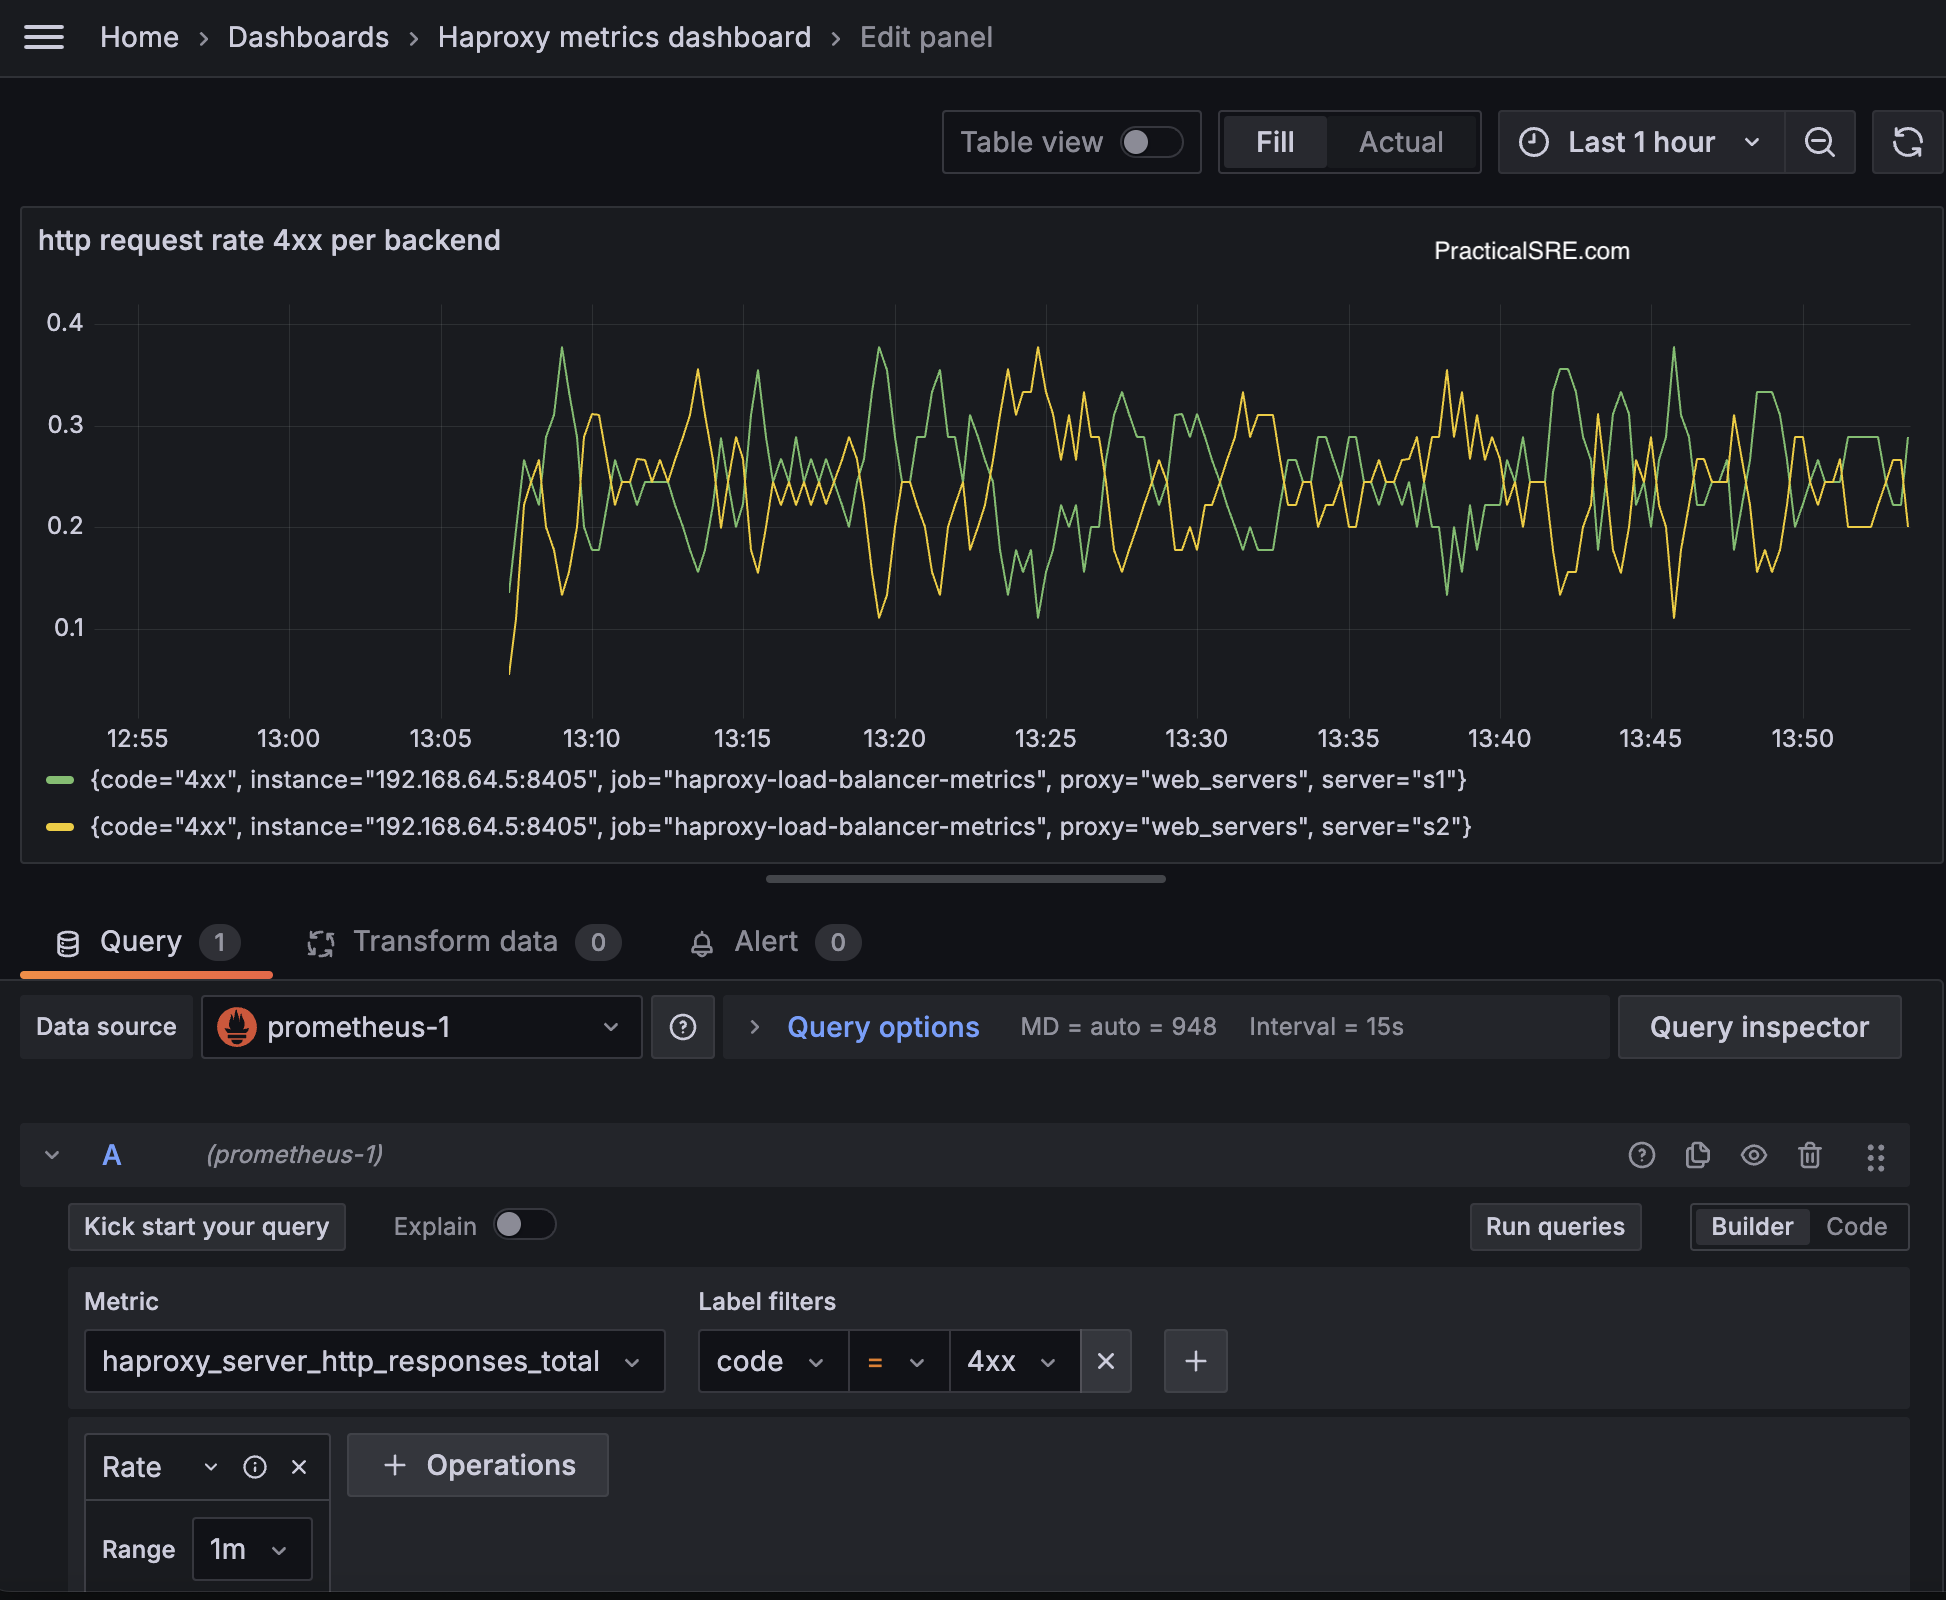 Home › Dashboards › Haproxy metrics dashboard › Edit panel
Table view Fill Actual Last 1 hour
http request rate 4xx per backend
PracticalSRE.com
0.4
0.3
0.2
0.1
12:55 13:00 13:05 13:10 13:15 13:20 13:25 13:30 13:35 13:40 13:45 13:50
{code="4xx", instance="192.168.64.5:8405", job="haproxy-load-balancer-metrics", proxy="web_servers", server="s1"}
{code="4xx", instance="192.168.64.5:8405", job="haproxy-load-balancer-metrics", proxy="web_servers", server="s2"}
Query 1 Transform data 0 Alert 0
Data source prometheus-1 Query options MD = auto = 948 Interval = 15s Query inspector
A (prometheus-1)
Kick start your query Explain Run queries Builder Code
Metric Label filters
haproxy_server_http_responses_total code = 4xx
Rate + Operations
Range 1m